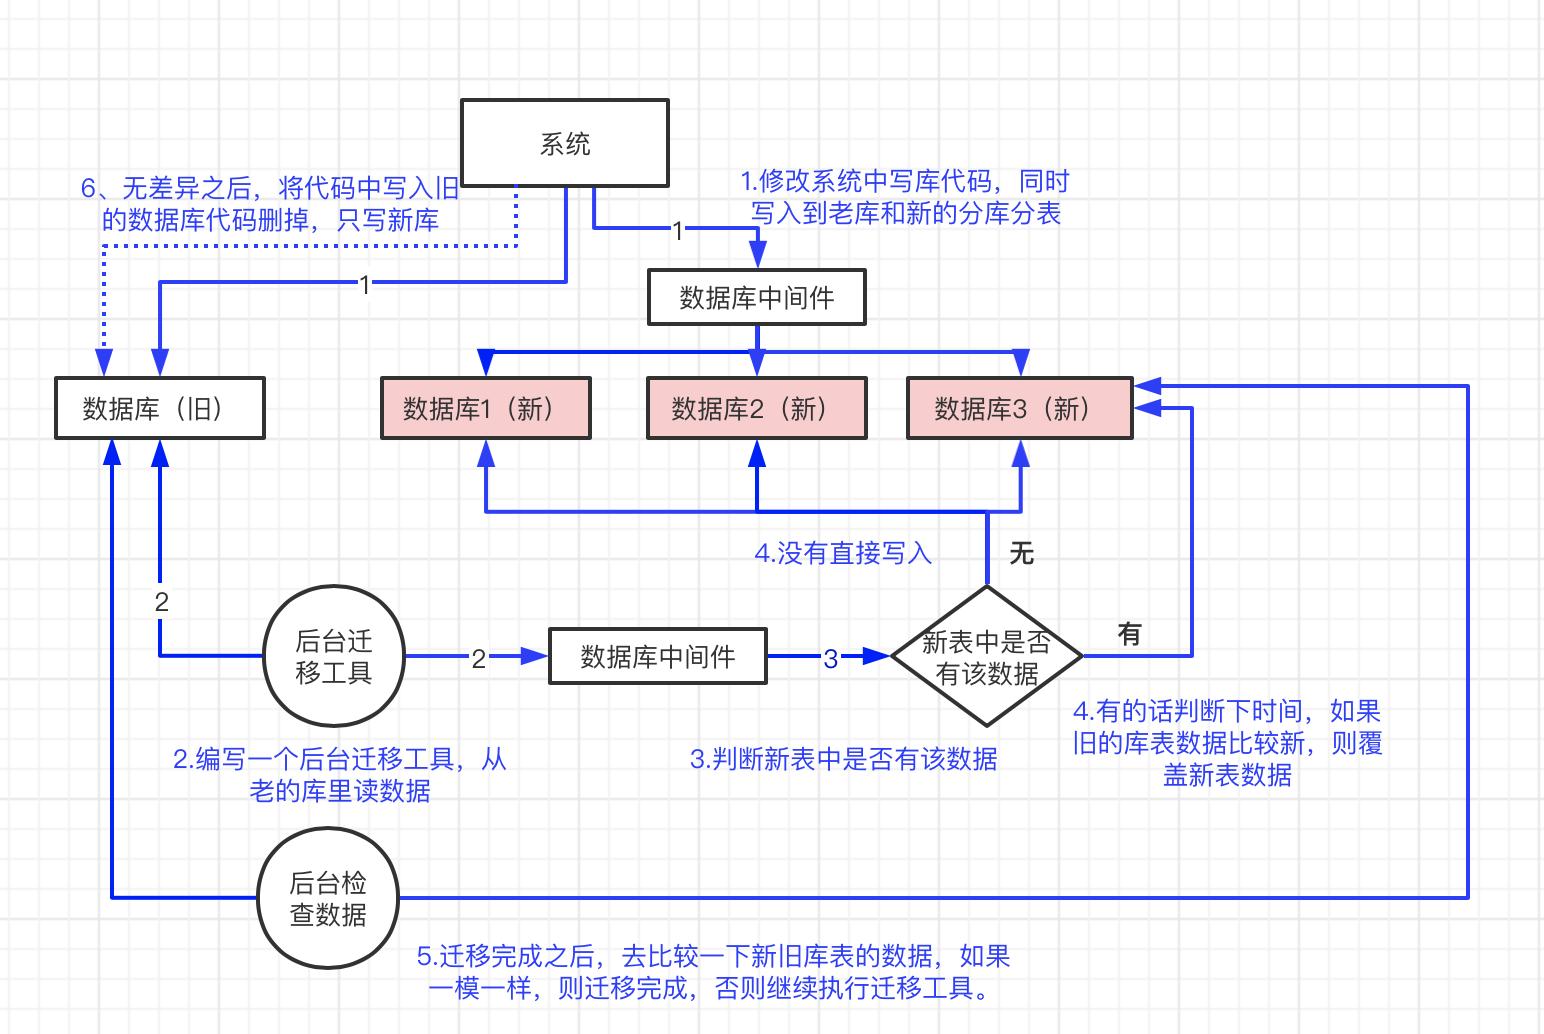 系统
6、无差异之后，将代码中写入旧
的数据库代码删掉，只写新库
1.修改系统中写库代码，同时
写入到老库和新的分库分表
1
1
数据库中间件
数据库（旧）
数据库1（新）
数据库2（新）
数据库3（新）
4.没有直接写入
无
2
后台迁
移工具
2
数据库中间件
3
新表中是否
有该数据
有
4.有的话判断下时间，如果
旧的库表数据比较新，则覆
盖新表数据
2.编写一个后台迁移工具，从
老的库里读数据
3.判断新表中是否有该数据
后台检
查数据
5.迁移完成之后，去比较一下新旧库表的数据，如果
一模一样，则迁移完成，否则继续执行迁移工具。